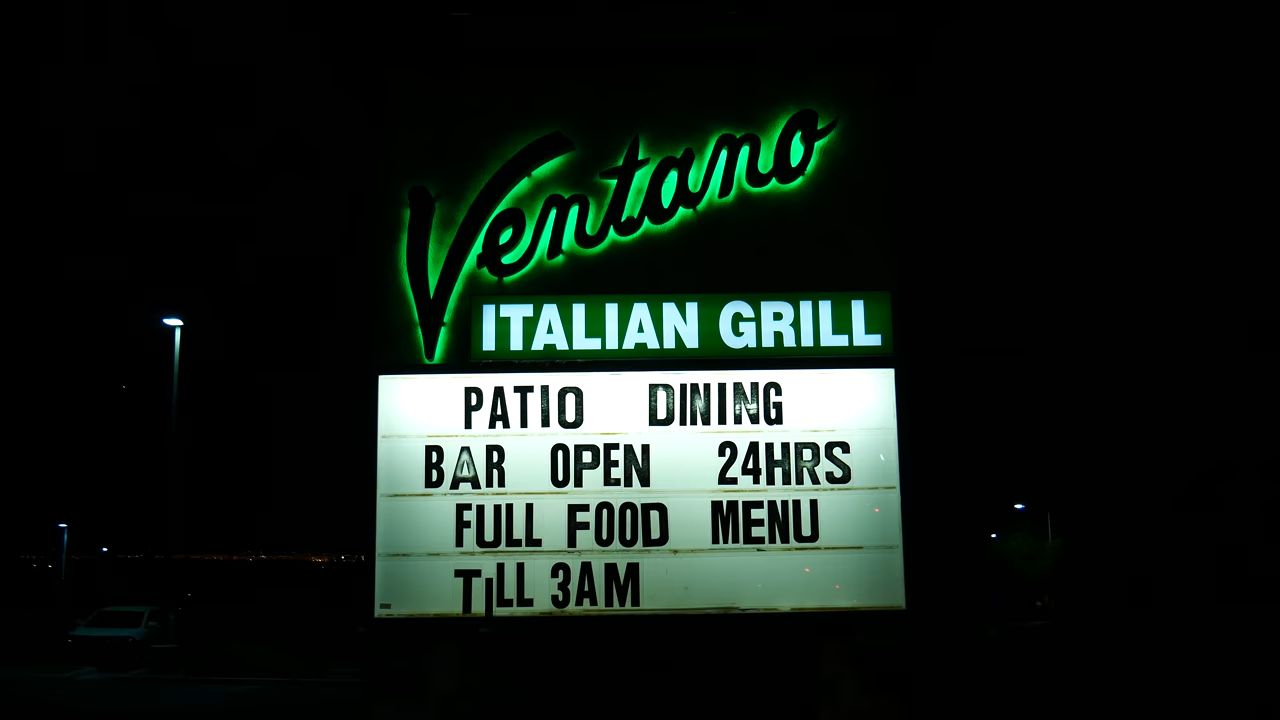 Ventano
ITALIAN GRILL
PATIO DINING
BAR OPEN 24HRS
FULL FOOD MENU
TILL 3AM